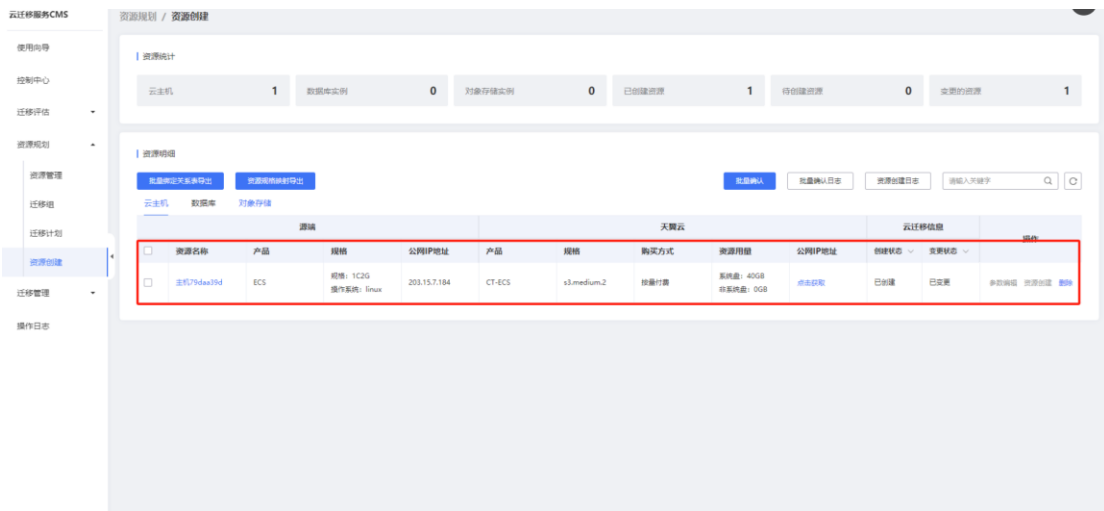 云迁移服务CMS
资源规划 / 资源创建
使用向导
控制中心
迁移评估
资源规划
资源管理
迁移组
迁移计划
资源创建
迁移管理
操作日志
资源统计
云主机 1 数据库实例 0 对象存储实例 0 已创建资源 1 待创建资源 0 变更的资源 1
资源明细
批量绑定关系表导出 资源规格映射导出 批量确认 批量确认日志 资源创建日志 请输入关键字
云主机 数据库 对象存储
源端 天翼云 云迁移信息 操作
资源名称 产品 规格 公网IP地址 产品 规格 购买方式 资源用量 公网IP地址 创建状态 变更状态
主机79daa39d ECS 规格：1C2G 203.15.7.184 CT-ECS s3.medium.2 按量付费 系统盘：40GB 点击获取 已创建 已变更 参数编辑 资源创建 删除
操作系统：linux 非系统盘：0GB